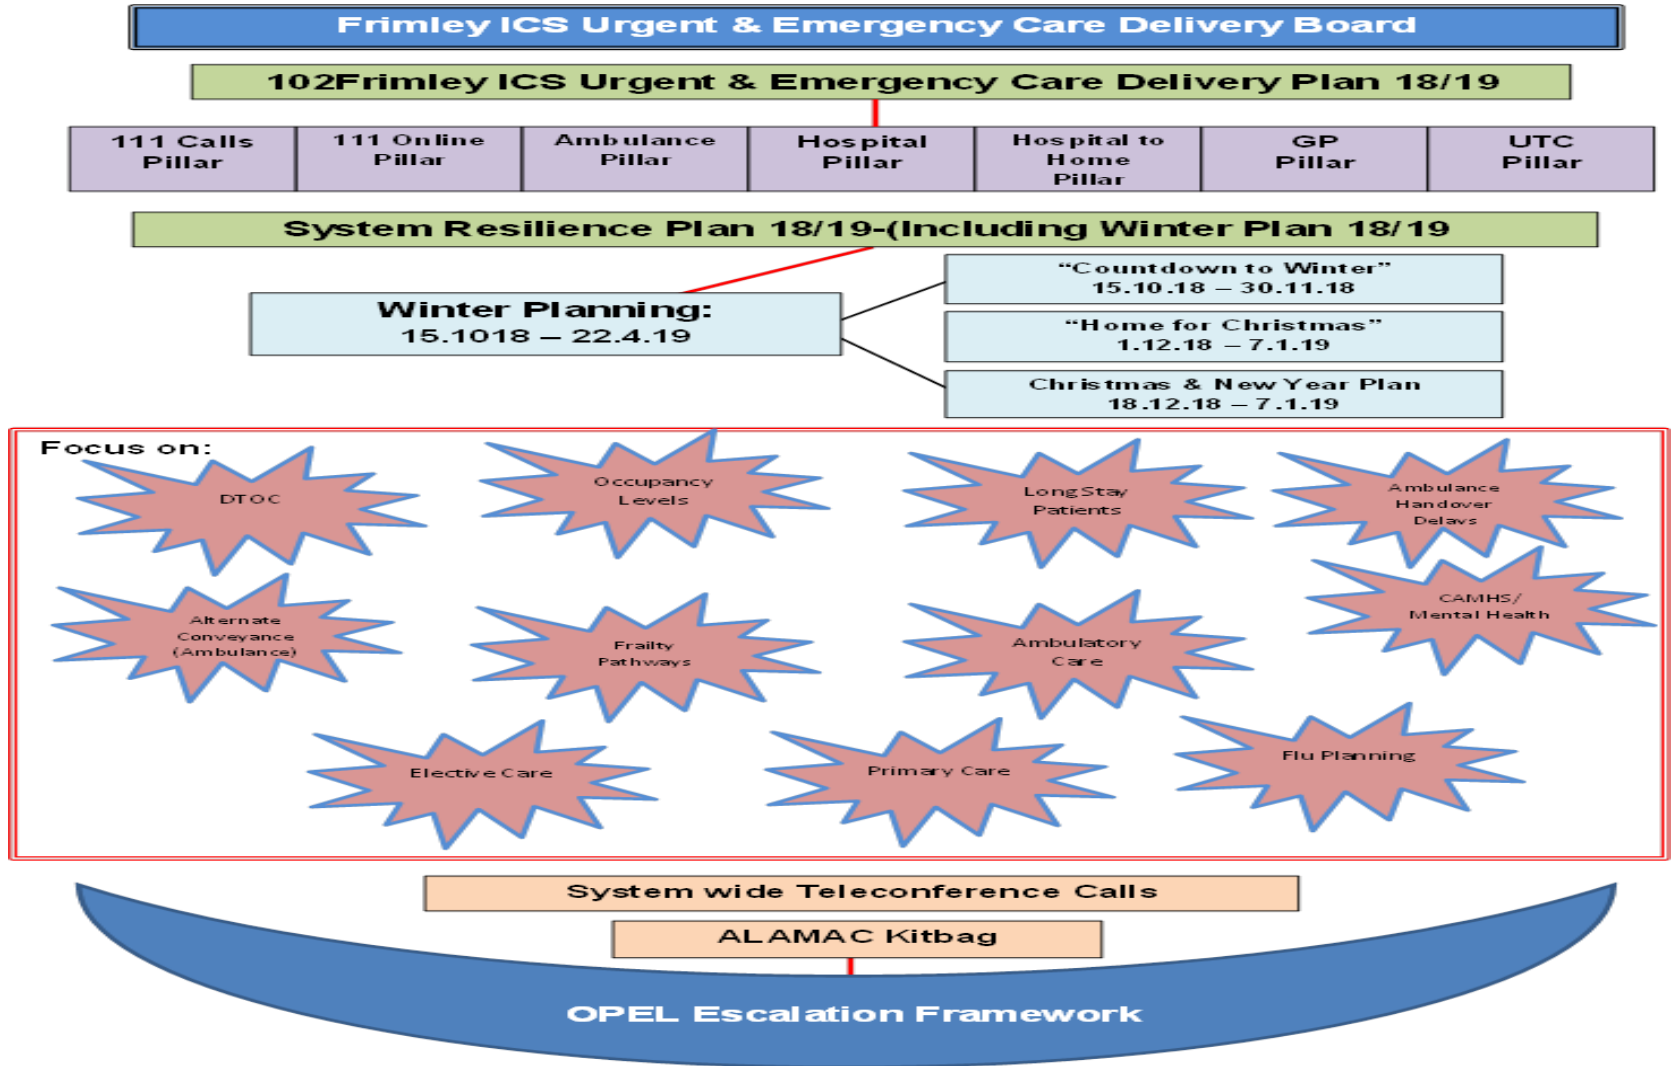 Frimley ICS Urgent & Emergency Care Delivery Board
102Frimley ICS Urgent & Emergency Care Delivery Plan 18/19
111 Calls
Pillar
111 Online
Pillar
Ambulance
Pillar
Hospital
Pillar
Hospital to
Home
Pillar
GP
Pillar
UTC
Pillar
System Resilience Plan 18/19-(Including Winter Plan 18/19
Winter Planning:
15.1018 – 22.4.19
“Countdown to Winter”
15.10.18 – 30.11.18
“Home for Christmas”
1.12.18 – 7.1.19
Christmas & New Year Plan
18.12.18 – 7.1.19
Focus on:
DTOC
Occupancy
Levels
Long Stay
Patients
Ambulance
Handover
Delays
Alternate
Conveyance
(Ambulance)
Frailty
Pathways
Ambulatory
Care
CAMHS/
Mental Health
Elective Care
Primary Care
Flu Planning
System wide Teleconference Calls
ALAMAC Kitbag
OPEL Escalation Framework